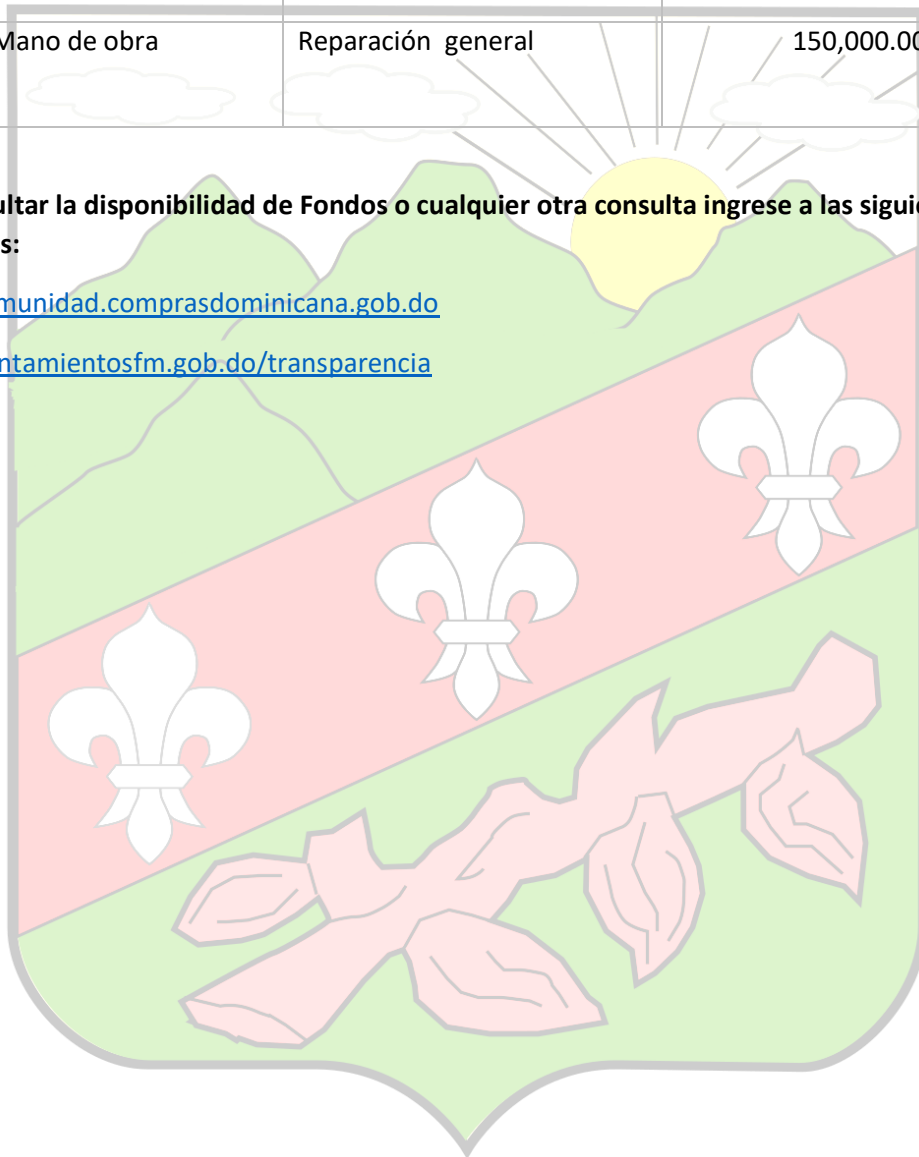 Mano de obra Reparación general 150,000.00
ultar la disponibilidad de Fondos o cualquier otra consulta ingrese a las siguie
s:
munidad.comprasdominicana.gob.do
ntamientosfm.gob.do/transparencia